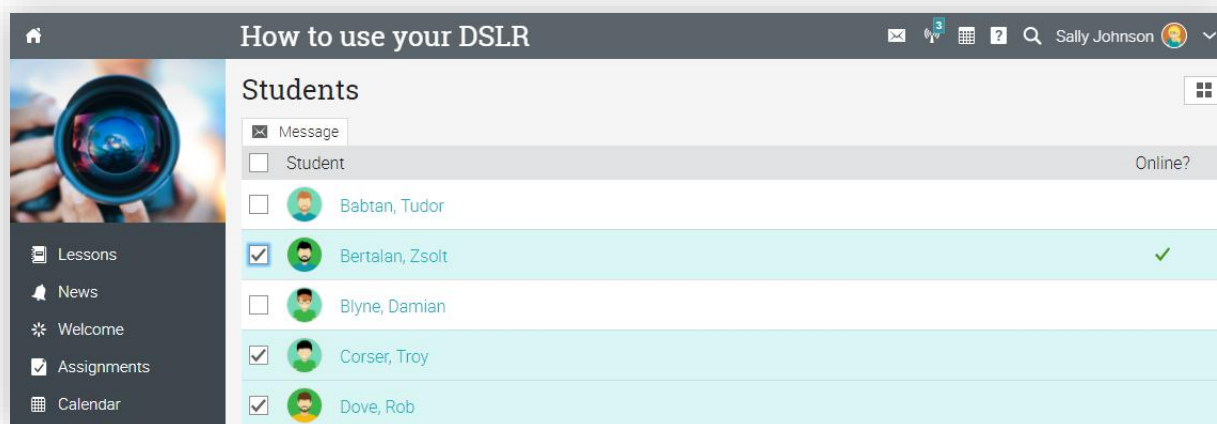 How to use your DSLR
3
?
Sally Johnson
Students
Message
Student Online?
Babtan, Tudor
Bertalan, Zsolt
Blyne, Damian
Corser, Troy
Dove, Rob
Lessons
News
Welcome
Assignments
Calendar